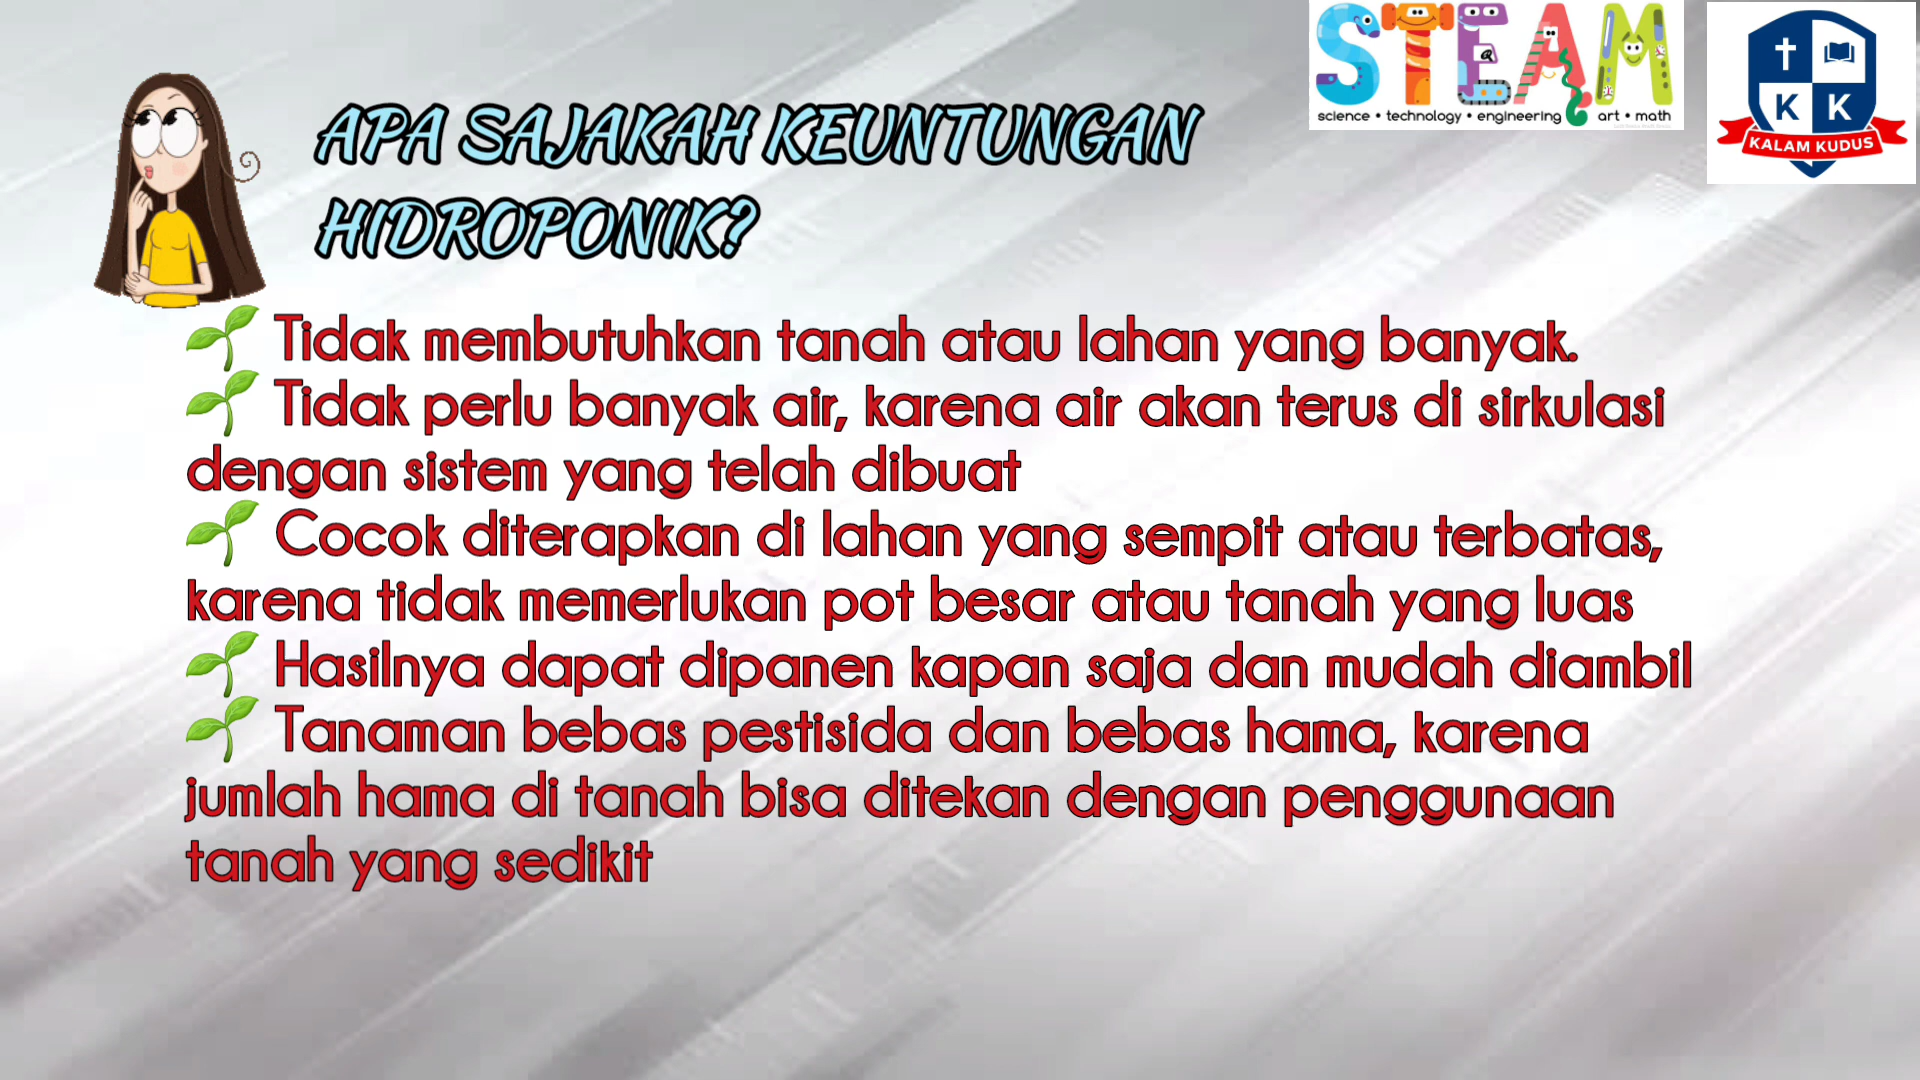 STEAM
science • technology • engineering art • math
K K
KALAM KUDUS
APA SAJAKAH KEUNTUNGAN
HIDROPONIK?
🌱 Tidak membutuhkan tanah atau lahan yang banyak.
🌱 Tidak perlu banyak air, karena air akan terus di sirkulasi
dengan sistem yang telah dibuat
🌱 Cocok diterapkan di lahan yang sempit atau terbatas,
karena tidak memerlukan pot besar atau tanah yang luas
🌱 Hasilnya dapat dipanen kapan saja dan mudah diambil
🌱 Tanaman bebas pestisida dan bebas hama, karena
jumlah hama di tanah bisa ditekan dengan penggunaan
tanah yang sedikit